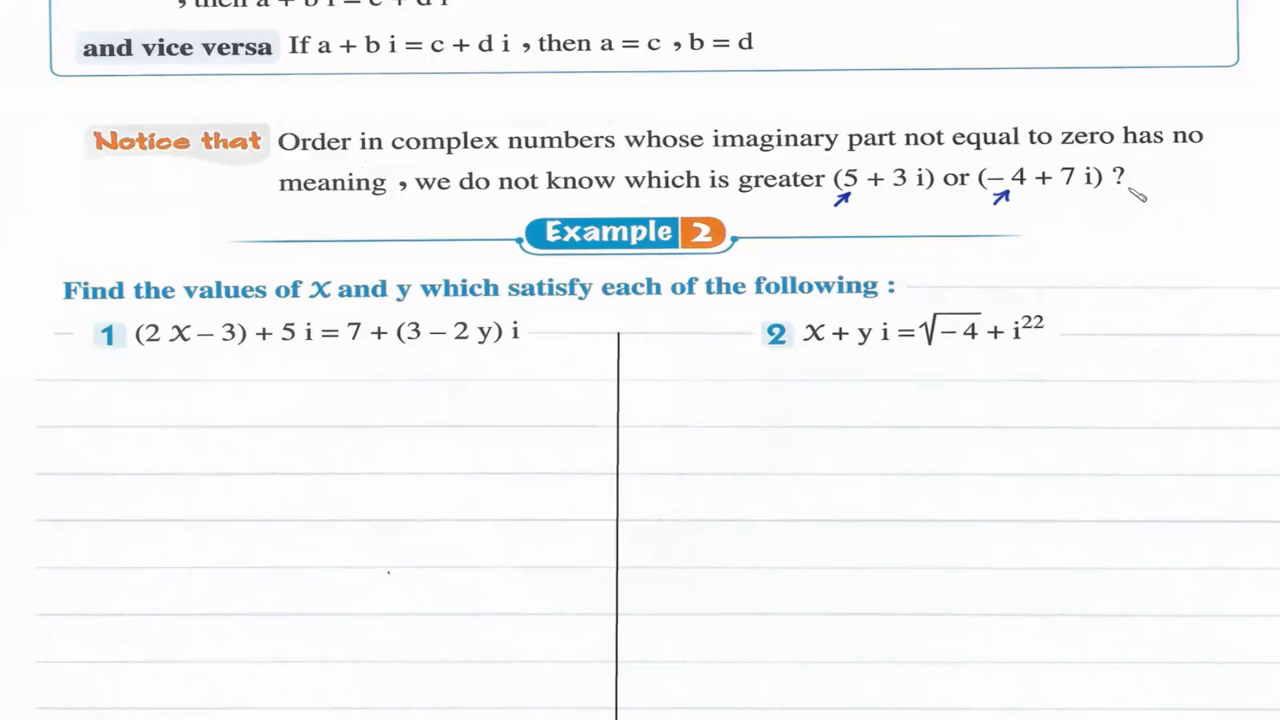 , then a + b i = c + d i
and vice versa If a + b i = c + d i , then a = c , b = d
Notice that Order in complex numbers whose imaginary part not equal to zero has no
meaning , we do not know which is greater (5 + 3 i) or (– 4 + 7 i) ?
Example 2
Find the values of x and y which satisfy each of the following :
1 (2 x – 3) + 5 i = 7 + (3 – 2 y) i
2 x + y i = √–4 + i²²